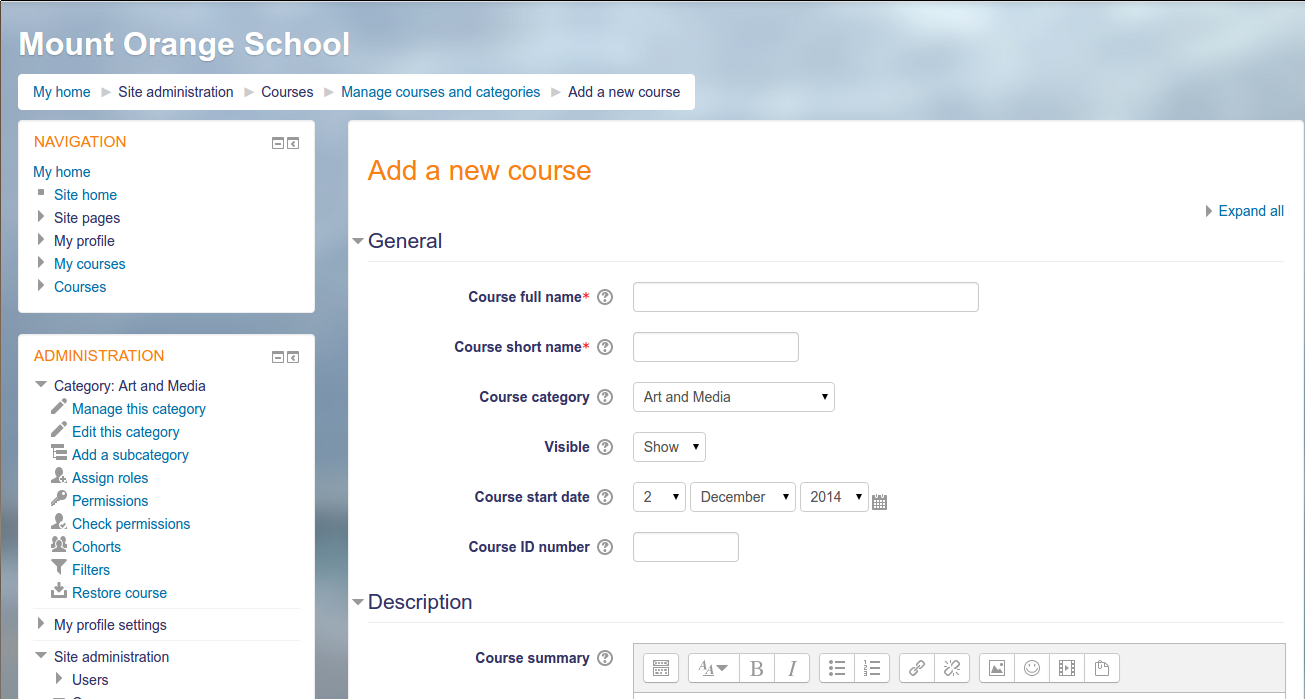 Mount Orange School
My home Site administration Courses Manage courses and categories Add a new course
NAVIGATION
My home
Site home
Site pages
My profile
My courses
Courses
ADMINISTRATION
Category: Art and Media
Manage this category
Edit this category
Add a subcategory
Assign roles
Permissions
Check permissions
Cohorts
Filters
Restore course
My profile settings
Site administration
Users
Add a new course
Expand all
General
Course full name*
Course short name*
Course category Art and Media
Visible Show
Course start date 2 December 2014
Course ID number
Description
Course summary